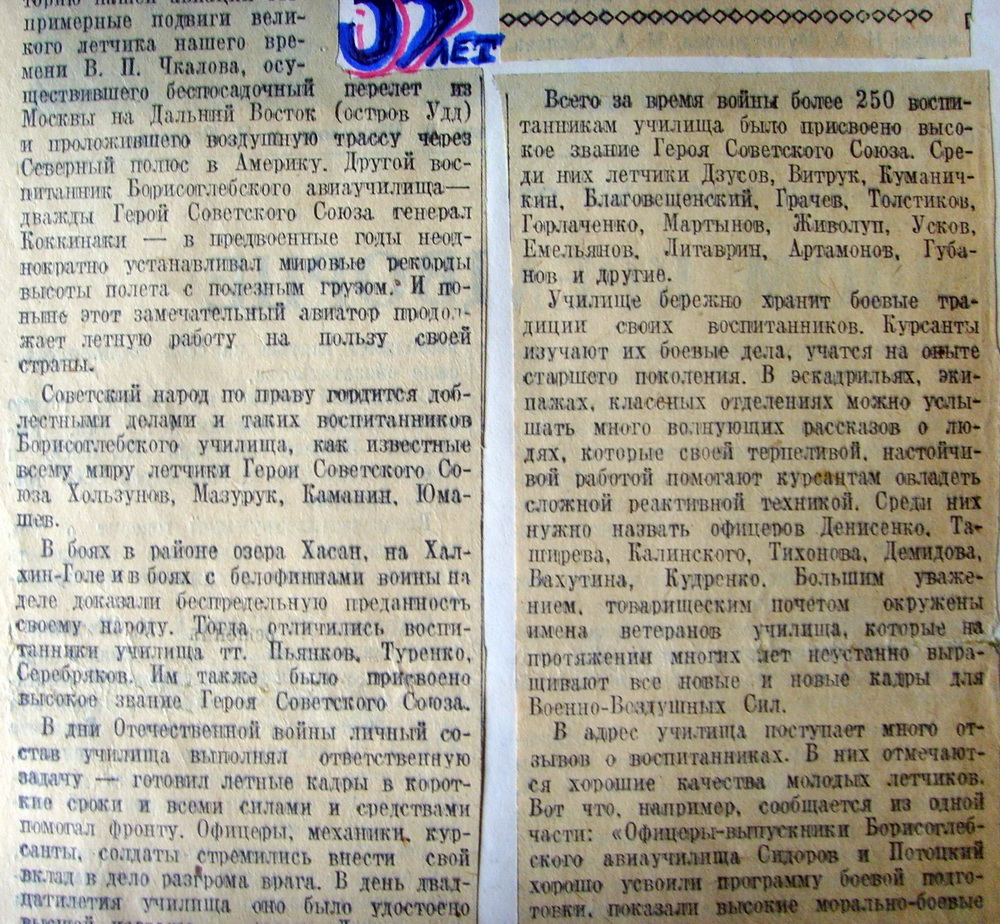 примерные подвиги вели-
кого летчика нашего вре-
мени В. П. Чкалова, осу-
ществившего беспосадочный перелет из
Москвы на Дальний Восток (остров Удд)
и проложившего воздушную трассу через
Северный полюс в Америку. Другой вос-
питанник Борисоглебского авиаучилища—
дважды Герой Советского Союза генерал
Коккинаки — в предвоенные годы неод-
нократно устанавливал мировые рекорды
высоты полета с полезным грузом. И по-
ныне этот замечательный авиатор продол-
жает летную работу на пользу своей
страны.
Советский народ по праву гордится доб-
лестными делами и таких воспитанников
Борисоглебского училища, как известные
всему миру летчики Герои Советского Со-
юза Хользунов, Мазурук, Каманин, Юма-
шев.
В боях в районе озера Хасан, на Хал-
хин-Голе и в боях с белофиннами воины на
деле доказали беспредельную преданность
своему народу. Тогда отличились воспи-
танники училища тт. Пьянков, Туренко,
Серебряков. Им также было присвоено
высокое звание Героя Советского Союза.
В дни Отечественной войны личный со-
став училища выполнял ответственную
задачу — готовил летные кадры в корот-
кие сроки и всеми силами и средствами
помогал фронту. Офицеры, механики, кур-
санты, солдаты стремились внести свой
вклад в дело разгрома врага. В день двад-
цатилетия училища оно было удостоено
ЛЕТ
Всего за время войны более 250 воспи-
танникам училища было присвоено высо-
кое звание Героя Советского Союза. Сре-
ди них летчики Дзусов, Витрук, Куманич-
кин, Благовещенский, Грачев, Толстиков,
Горлаченко, Мартынов, Живолуп, Усков,
Емельянов, Литаврин, Артамонов, Губа-
нов и другие.
Училище бережно хранит боевые тра-
диции своих воспитанников. Курсанты
изучают их боевые дела, учатся на опыте
старшего поколения. В эскадрильях, эки-
пажах, классных отделениях можно услы-
шать много волнующих рассказов о лю-
дях, которые своей терпеливой, настойчи-
вой работой помогают курсантам овладеть
сложной реактивной техникой. Среди них
нужно назвать офицеров Денисенко, Та-
ширева, Калинского, Тихонова, Демидова,
Вахутина, Кудренко. Большим уваже-
нием, товарищеским почетом окружены
имена ветеранов училища, которые на
протяжении многих лет неустанно выра-
щивают все новые и новые кадры для
Военно-Воздушных Сил.
В адрес училища поступает много от-
зывов о воспитанниках. В них отмечают-
ся хорошие качества молодых летчиков.
Вот что, например, сообщается из одной
части: «Офицеры-выпускники Борисоглеб-
ского авиаучилища Сидоров и Потоцкий
хорошо усвоили программу боевой подго-
товки, показали высокие морально-боевые